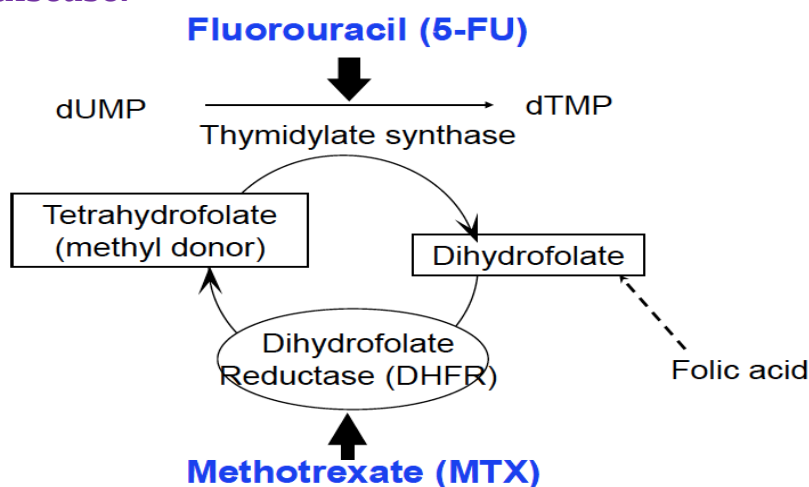 Fluorouracil (5-FU)
dUMP
dTMP
Thymidylate synthase
Tetrahydrofolate
(methyl donor)
Dihydrofolate
Dihydrofolate
Reductase (DHFR)
Folic acid
Methotrexate (MTX)